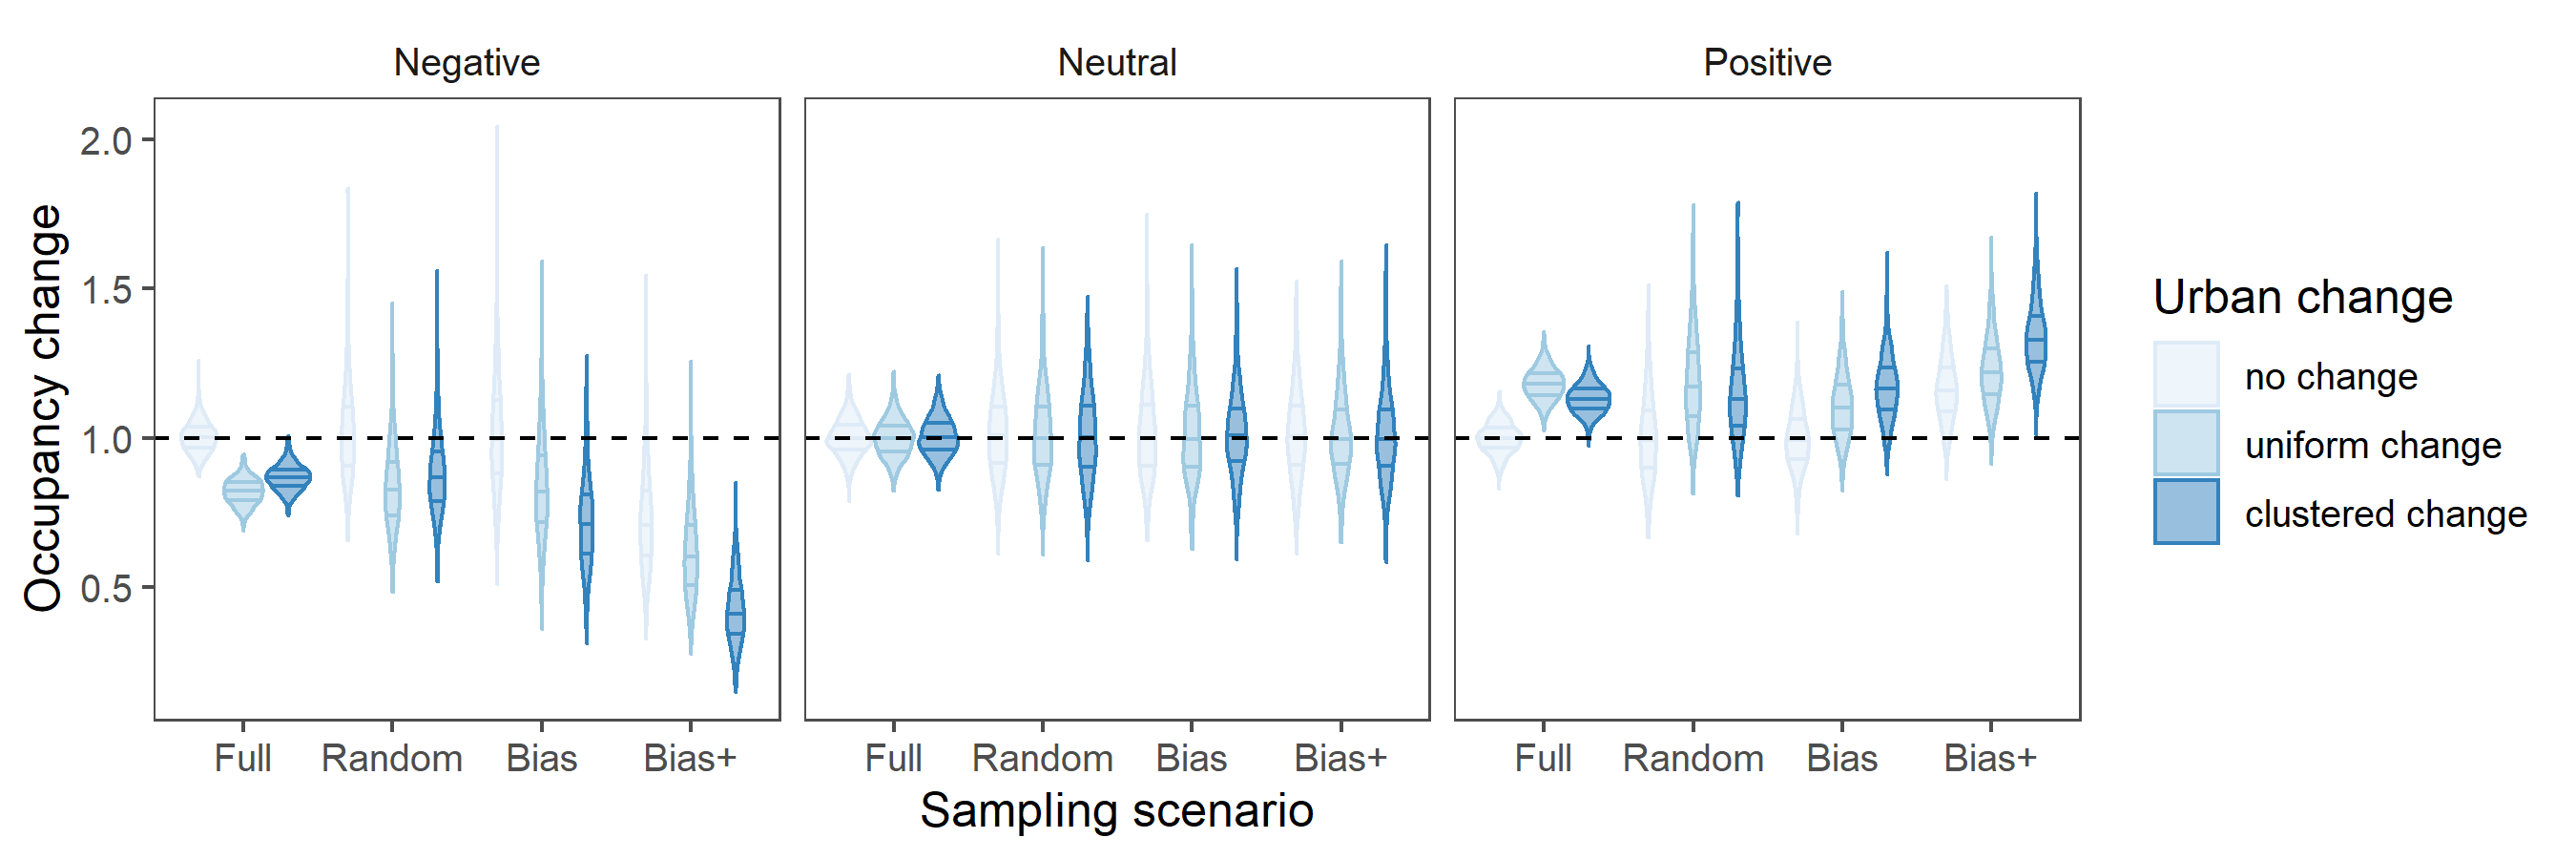 Negative
Neutral
Positive
Occupancy change
2.0
1.5
1.0
0.5
Full Random Bias Bias+
Full Random Bias Bias+
Full Random Bias Bias+
Sampling scenario
Urban change
no change
uniform change
clustered change